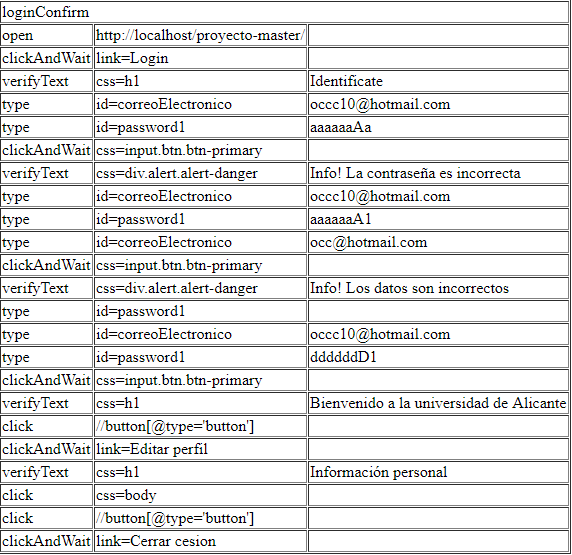 loginConfirm
open http://localhost/proyecto-master/
clickAndWait link=Login
verifyText css=h1 Identificate
type id=correoElectronico occc10@hotmail.com
type id=password1 aaaaaaAa
clickAndWait css=input.btn.btn-primary
verifyText css=div.alert.alert-danger Info! La contraseña es incorrecta
type id=correoElectronico occc10@hotmail.com
type id=password1 aaaaaaA1
type id=correoElectronico occ@hotmail.com
clickAndWait css=input.btn.btn-primary
verifyText css=div.alert.alert-danger Info! Los datos son incorrectos
type id=password1
type id=correoElectronico occc10@hotmail.com
type id=password1 ddddddD1
clickAndWait css=input.btn.btn-primary
verifyText css=h1 Bienvenido a la universidad de Alicante
click //button[@type='button']
clickAndWait link=Editar perfil
verifyText css=h1 Información personal
click css=body
click //button[@type='button']
clickAndWait link=Cerrar cesion